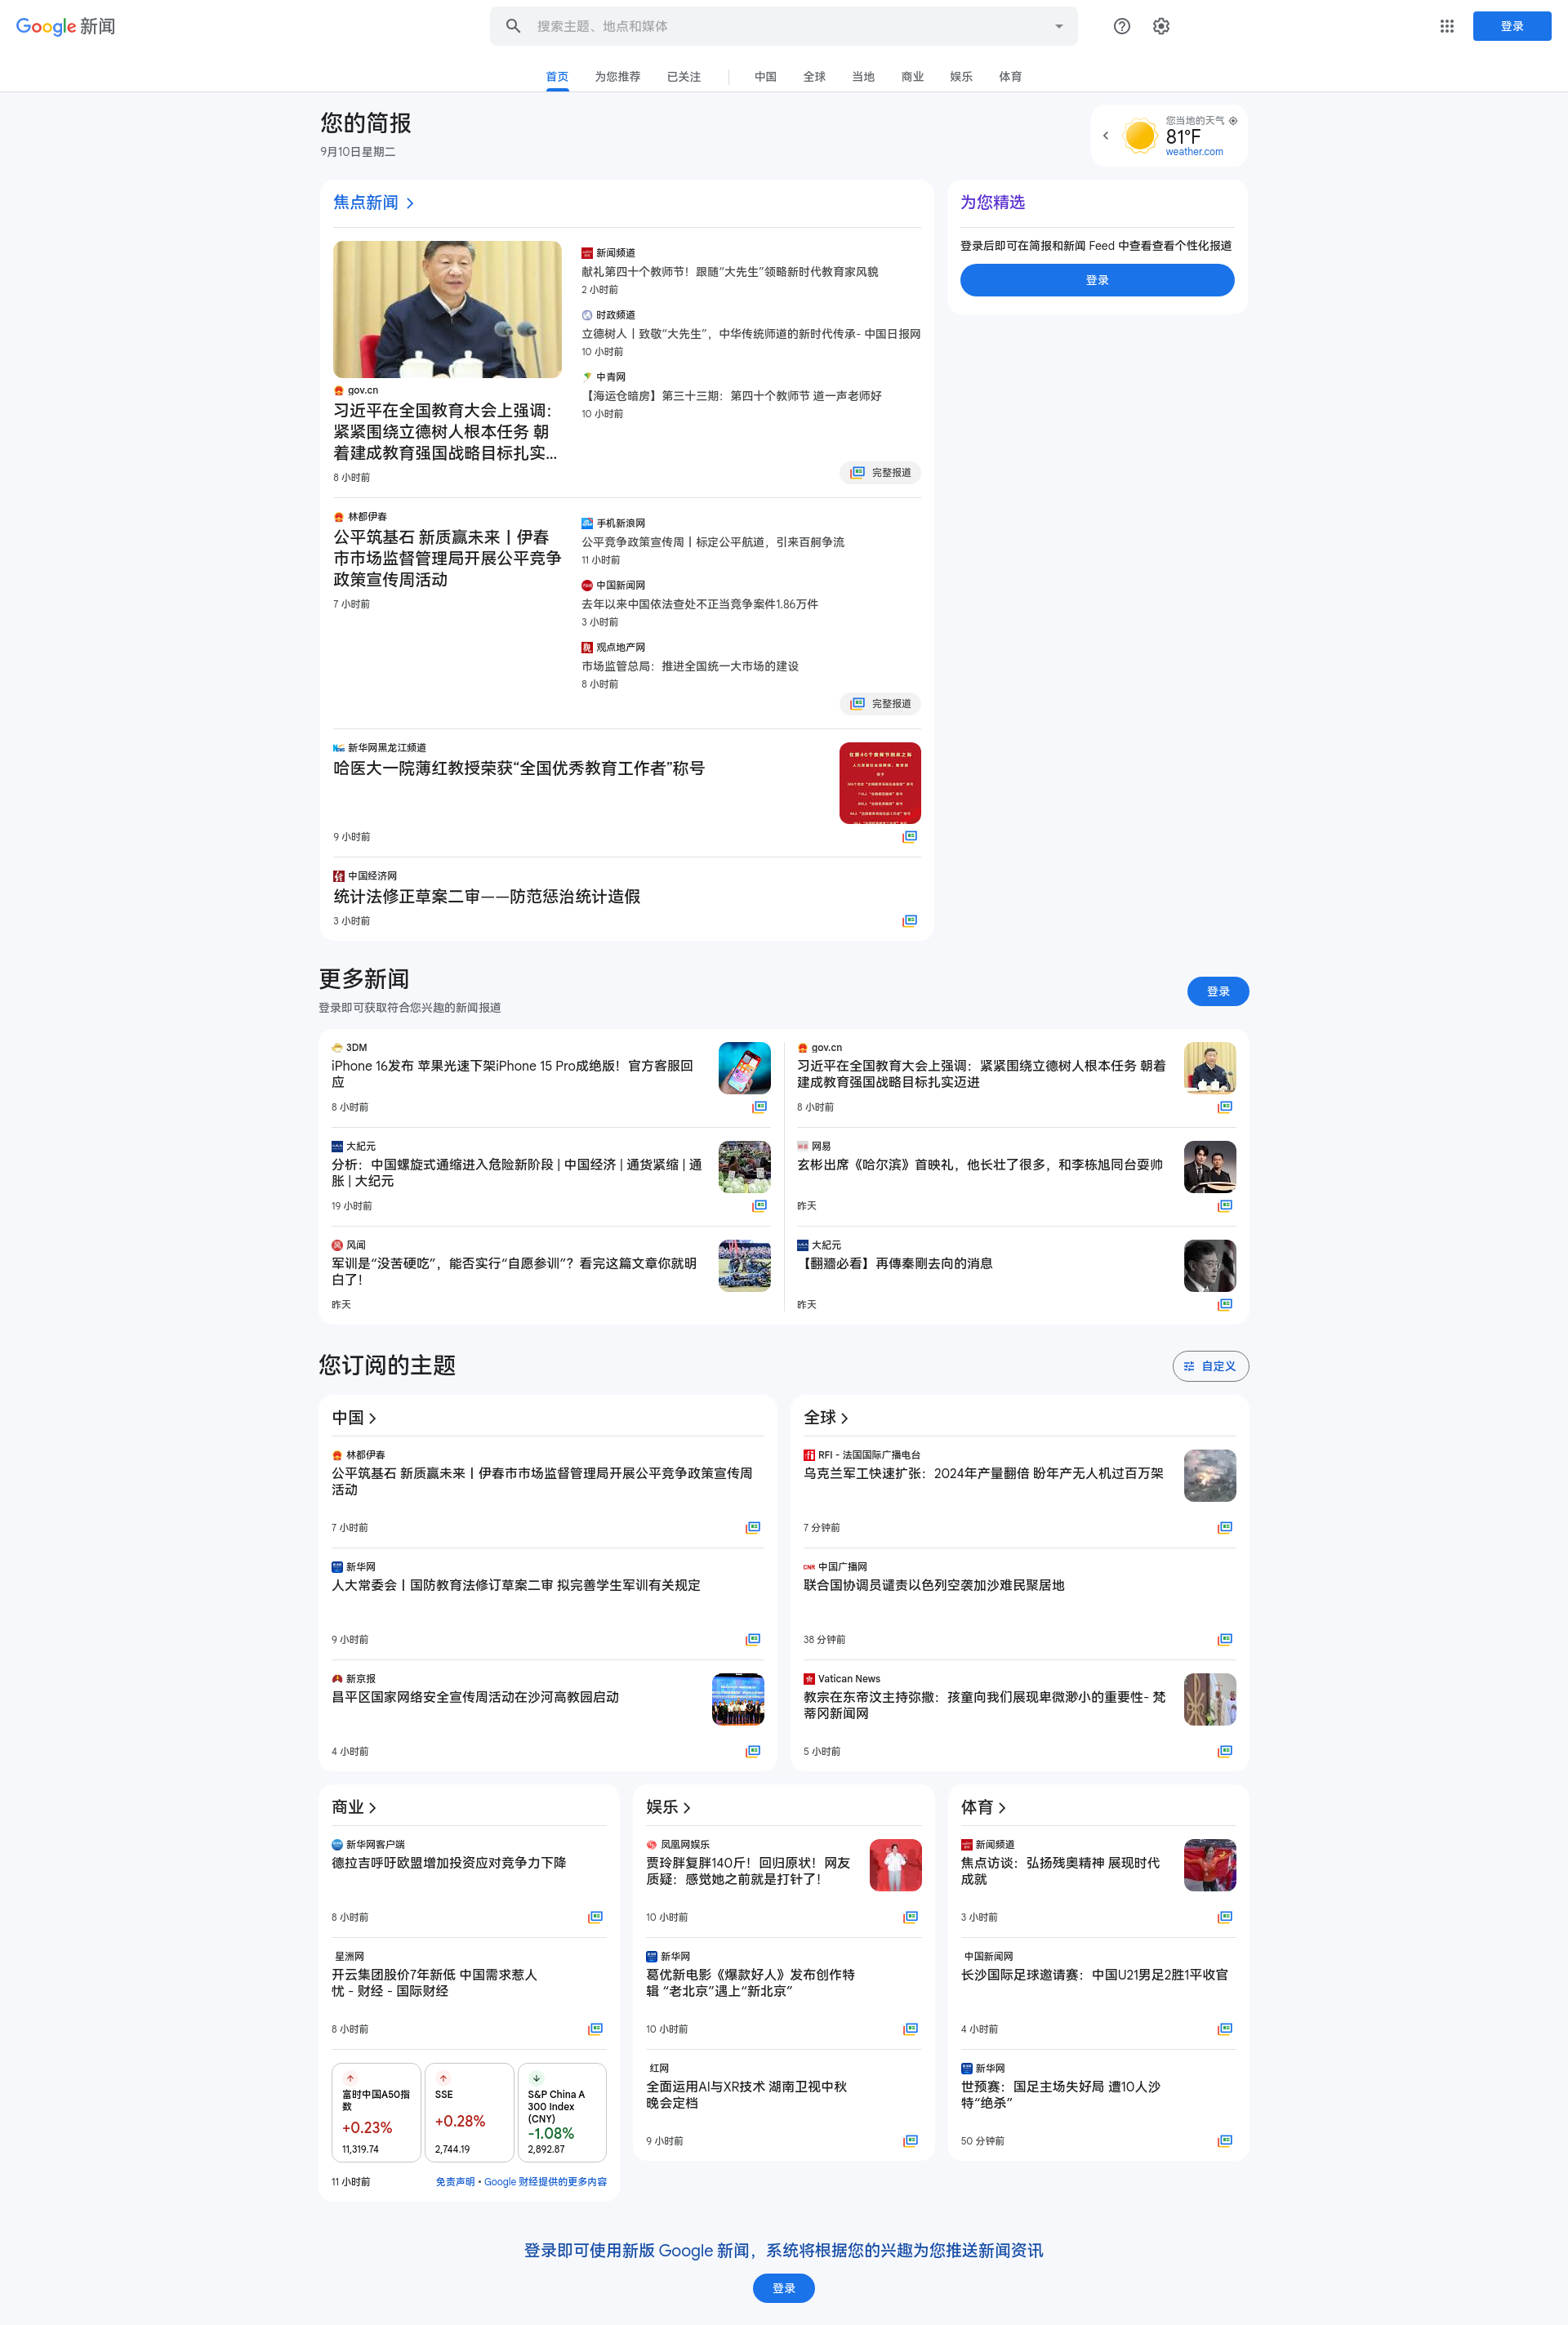 Google 新闻
搜索主题、地点和媒体
登录
首页
为您推荐
已关注
中国
全球
当地
商业
娱乐
体育
您的简报
9月10日星期二
您当地的天气
81°F
weather.com
焦点新闻
gov.cn
习近平在全国教育大会上强调：
紧紧围绕立德树人根本任务 朝
着建成教育强国战略目标扎实...
8 小时前
新闻频道
献礼第四十个教师节！跟随“大先生”领略新时代教育家风貌
2 小时前
时政频道
立德树人丨致敬“大先生”，中华传统师道的新时代传承- 中国日报网
10 小时前
中青网
【海运仓暗房】第三十三期：第四十个教师节 道一声老师好
10 小时前
完整报道
林都伊春
公平筑基石 新质赢未来丨伊春
市市场监督管理局开展公平竞争
政策宣传周活动
7 小时前
手机新浪网
公平竞争政策宣传周丨标定公平航道，引来百舸争流
11 小时前
中国新闻网
去年以来中国依法查处不正当竞争案件1.86万件
3 小时前
观点地产网
市场监管总局：推进全国统一大市场的建设
8 小时前
完整报道
新华网黑龙江频道
哈医大一院薄红教授荣获“全国优秀教育工作者”称号
9 小时前
中国经济网
统计法修正草案二审——防范惩治统计造假
3 小时前
为您精选
登录后即可在简报和新闻 Feed 中查看查看个性化报道
登录
更多新闻
登录即可获取符合您兴趣的新闻报道
登录
3DM
iPhone 16发布 苹果光速下架iPhone 15 Pro成绝版！官方客服回
应
8 小时前
大紀元
分析：中国螺旋式通缩进入危险新阶段 | 中国经济 | 通货紧缩 | 通
胀 | 大纪元
19 小时前
风闻
军训是“没苦硬吃”，能否实行“自愿参训”？看完这篇文章你就明
白了！
昨天
gov.cn
习近平在全国教育大会上强调：紧紧围绕立德树人根本任务 朝着
建成教育强国战略目标扎实迈进
8 小时前
网易
玄彬出席《哈尔滨》首映礼，他长壮了很多，和李栋旭同台耍帅
昨天
大紀元
【翻牆必看】再傳秦剛去向的消息
昨天
您订阅的主题
自定义
中国
林都伊春
公平筑基石 新质赢未来丨伊春市市场监督管理局开展公平竞争政策宣传周
活动
7 小时前
新华网
人大常委会丨国防教育法修订草案二审 拟完善学生军训有关规定
9 小时前
新京报
昌平区国家网络安全宣传周活动在沙河高教园启动
4 小时前
全球
RFI - 法国国际广播电台
乌克兰军工快速扩张：2024年产量翻倍 盼年产无人机过百万架
7 分钟前
CNR 中国广播网
联合国协调员谴责以色列空袭加沙难民聚居地
38 分钟前
Vatican News
教宗在东帝汶主持弥撒：孩童向我们展现卑微渺小的重要性- 梵
蒂冈新闻网
5 小时前
商业
新华网客户端
德拉吉呼吁欧盟增加投资应对竞争力下降
8 小时前
星洲网
开云集团股价7年新低 中国需求惹人
忧 - 财经 - 国际财经
8 小时前
富时中国A50指
数
+0.23%
11,319.74
SSE
+0.28%
2,744.19
S&P China A
300 Index
(CNY)
-1.08%
2,892.87
11 小时前
免责声明 • Google 财经提供的更多内容
娱乐
凤凰网娱乐
贾玲胖复胖140斤！回归原状！网友
质疑：感觉她之前就是打针了！
10 小时前
新华网
葛优新电影《爆款好人》发布创作特
辑 “老北京”遇上“新北京”
10 小时前
红网
全面运用AI与XR技术 湖南卫视中秋
晚会定档
9 小时前
体育
新闻频道
焦点访谈：弘扬残奥精神 展现时代
成就
3 小时前
中国新闻网
长沙国际足球邀请赛：中国U21男足2胜1平收官
4 小时前
新华网
世预赛：国足主场失好局 遭10人沙
特“绝杀”
50 分钟前
登录即可使用新版 Google 新闻，系统将根据您的兴趣为您推送新闻资讯
登录